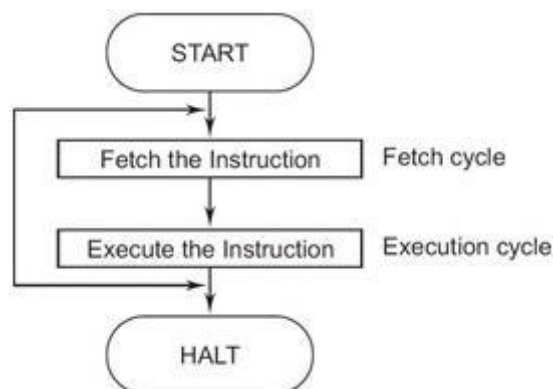 START
Fetch the Instruction Fetch cycle
Execute the Instruction Execution cycle
HALT